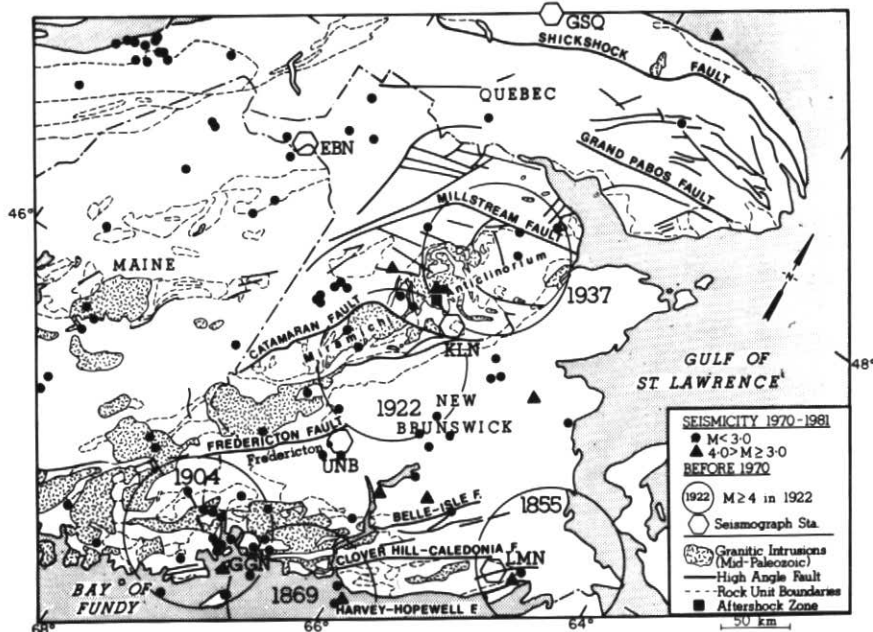 GSQ
SHICKSHOCK
FAULT
QUEBEC
EBN
GRAND PABOS FAULT
46°
MILLSTREAM FAULT
MAINE
Anticlinorium
1937
CATAMARAN FAULT
Miramichi
KLN
GULF OF
ST. LAWRENCE
48°
1922
NEW
BRUNSWICK
FREDERICTON FAULT
Fredericton
UNB
1904
BELLE-ISLE F.
1855
GGN
CLOVER HILL-CALEDONIA F.
LMN
BAY OF
FUNDY
1869
HARVEY-HOPEWELL F.
68°
66°
64°
N
SEISMICITY 1970-1981
M<3·0
4·0>M≥3·0
BEFORE 1970
1922 M≥4 in 1922
Seismograph Sta.
Granitic Intrusions
(Mid-Paleozoic)
High Angle Fault
Rock Unit Boundaries
Aftershock Zone
50 km